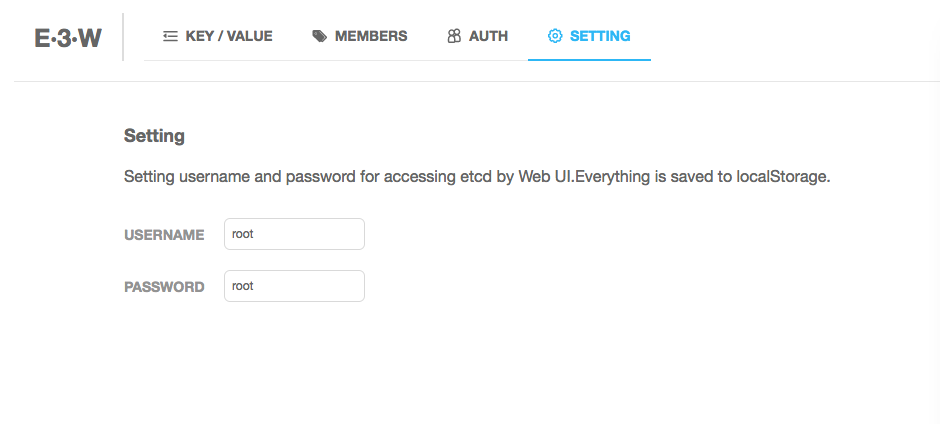 E·3·W KEY / VALUE MEMBERS AUTH SETTING
Setting
Setting username and password for accessing etcd by Web UI.Everything is saved to localStorage.
USERNAME root
PASSWORD root